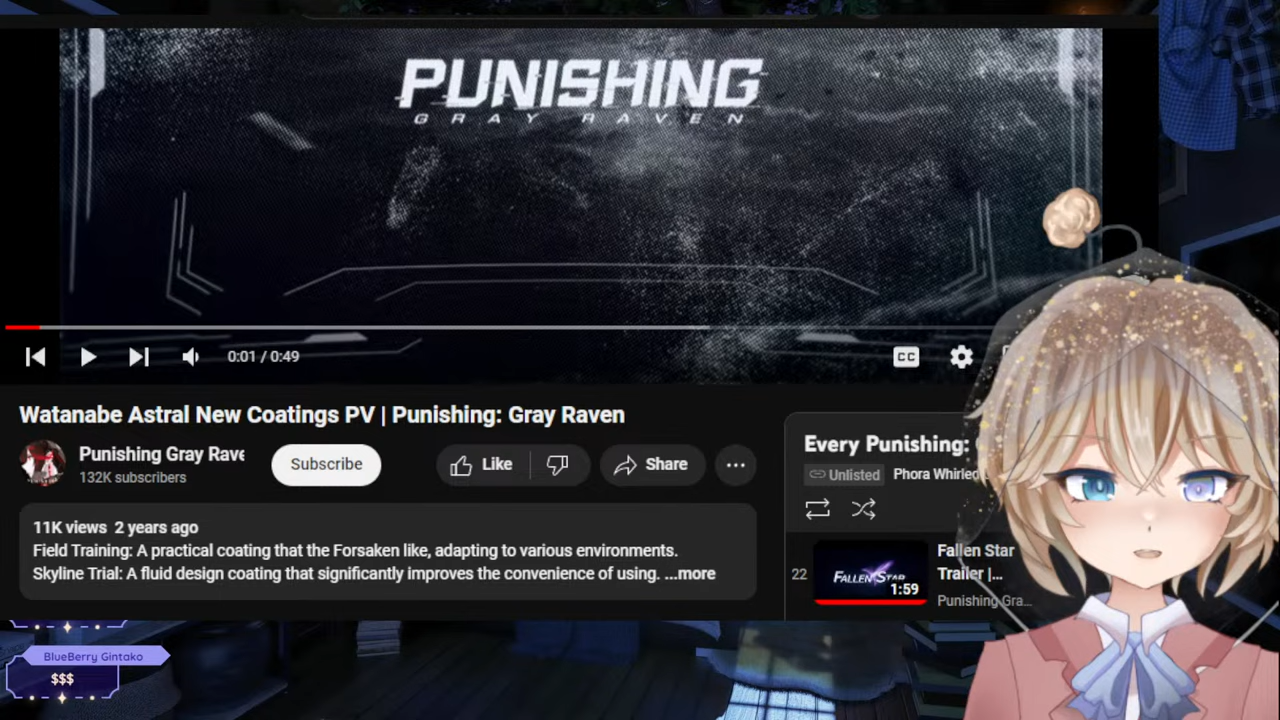 PUNISHING
GRAY RAVEN
0:01 / 0:49
CC
Watanabe Astral New Coatings PV | Punishing: Gray Raven
Punishing Gray Rave
132K subscribers
Subscribe
Like
Share
11K views 2 years ago
Field Training: A practical coating that the Forsaken like, adapting to various environments.
Skyline Trial: A fluid design coating that significantly improves the convenience of using. ...more
Every Punishing:
Unlisted
Phora Whirled
22
FALLEN STAR
1:59
Fallen Star
Trailer |...
Punishing Gra...
BlueBerry Gintako
$$$